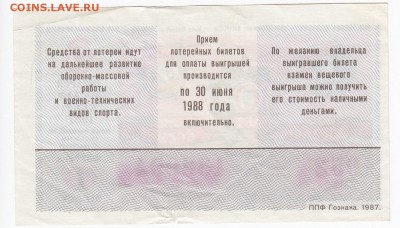 COINS.LAVE.RU
Средства от лотереи идут
на дальнейшее развитие
оборонно-массовой
работы
и военно-технических
видов спорта.
Прием
лотерейных билетов
для оплаты выигрышей
производится
по 30 июня
1988 года
включительно.
По желанию владельца
выигравшего билета
взамен вещевого
выигрыша можно получить
его стоимость наличными
деньгами.
ППФ Гознака. 1987.